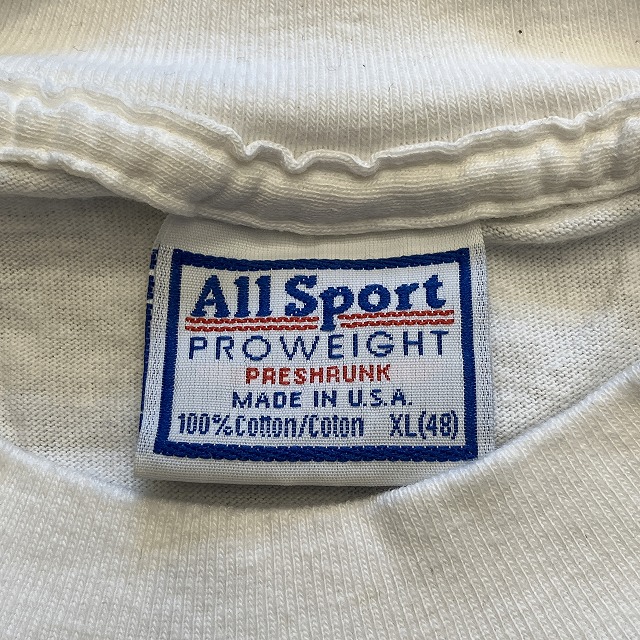 All Sport
PROWEIGHT
PRESHRUNK
MADE IN U.S.A.
100% Cotton/Coton XL(48)